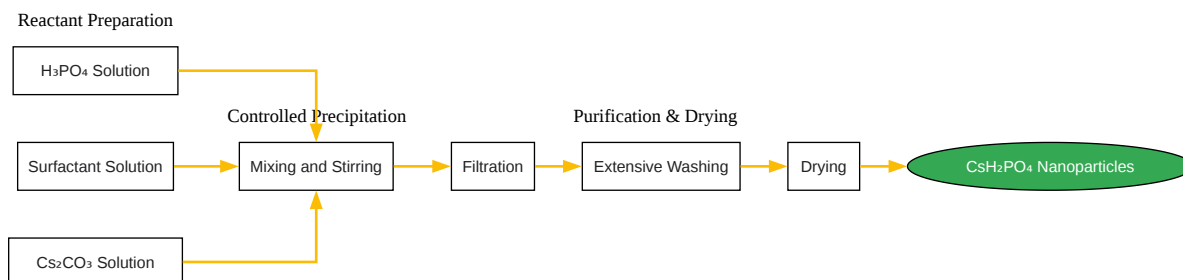 Reactant Preparation
H₃PO₄ Solution
Controlled Precipitation
Purification & Drying
Surfactant Solution
Mixing and Stirring
Filtration
Extensive Washing
Drying
CsH₂PO₄ Nanoparticles
Cs₂CO₃ Solution